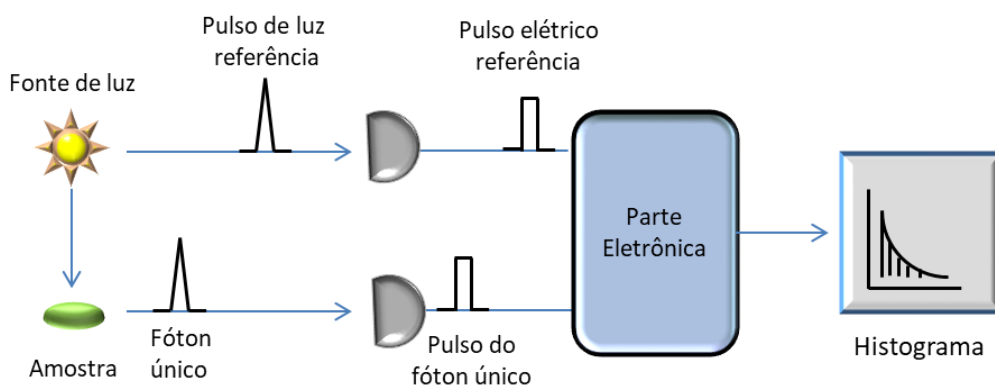 Fonte de luz
Pulso de luz
referência
Pulso elétrico
referência
Parte
Eletrônica
Amostra
Fóton
único
Pulso do
fóton único
Histograma